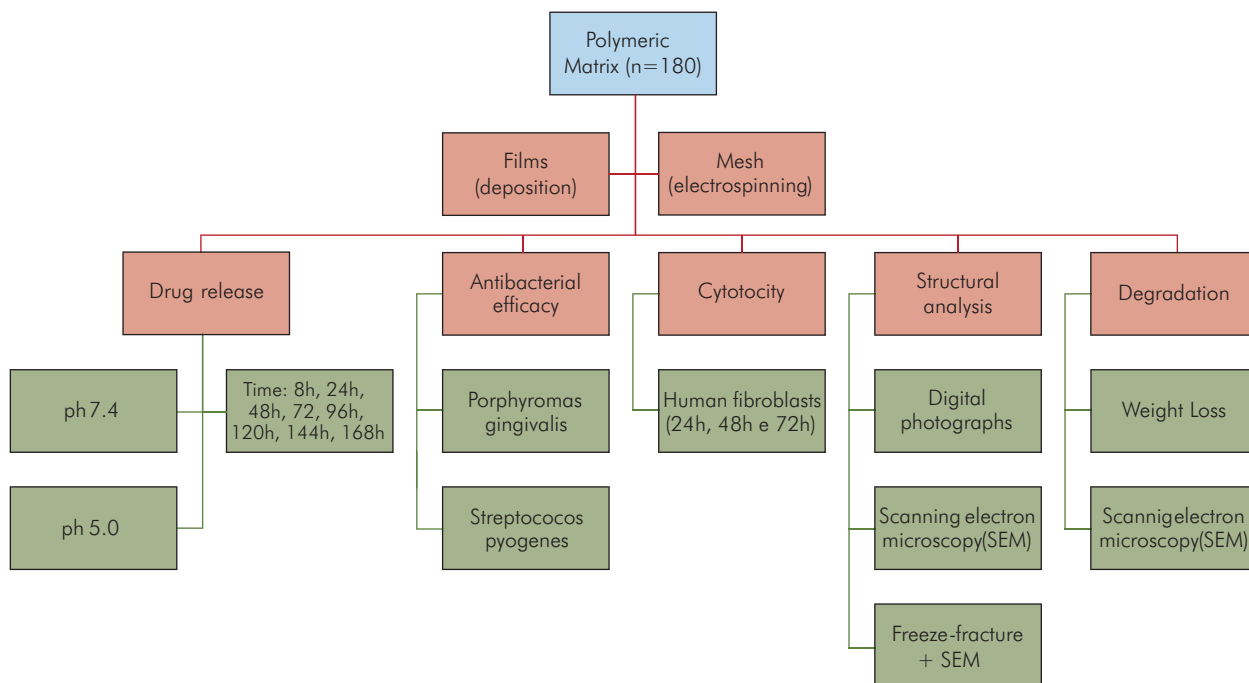 Polymeric
Matrix (n=180)
Films
(deposition)
Mesh
(electrospinning)
Drug release
Antibacterial
efficacy
Cytotocity
Structural
analysis
Degradation
ph 7.4
Time: 8h, 24h,
48h, 72, 96h,
120h, 144h, 168h
Porphyromas
gingivalis
Human fibroblasts
(24h, 48h e 72h)
Digital
photographs
Weight Loss
ph 5.0
Streptococos
pyogenes
Scanning electron
microscopy(SEM)
Scannigelectron
microscopy(SEM)
Freeze-fracture
+ SEM